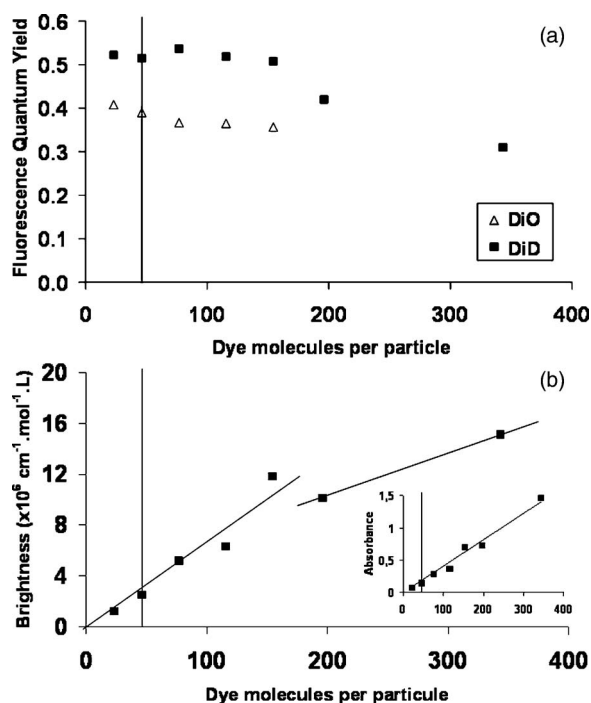 (a)
Fluorescence Quantum Yield
0.6
0.5
0.4
0.3
0.2
0.1
0.0
DiO
DiD
0 100 200 300 400
Dye molecules per particle
(b)
Brightness (x10⁶ cm⁻¹.mol⁻¹.L)
20
16
12
8
4
0
Absorbance
1,5
1
0,5
0
0 100 200 300 400
0 100 200 300 400
Dye molecules per particule